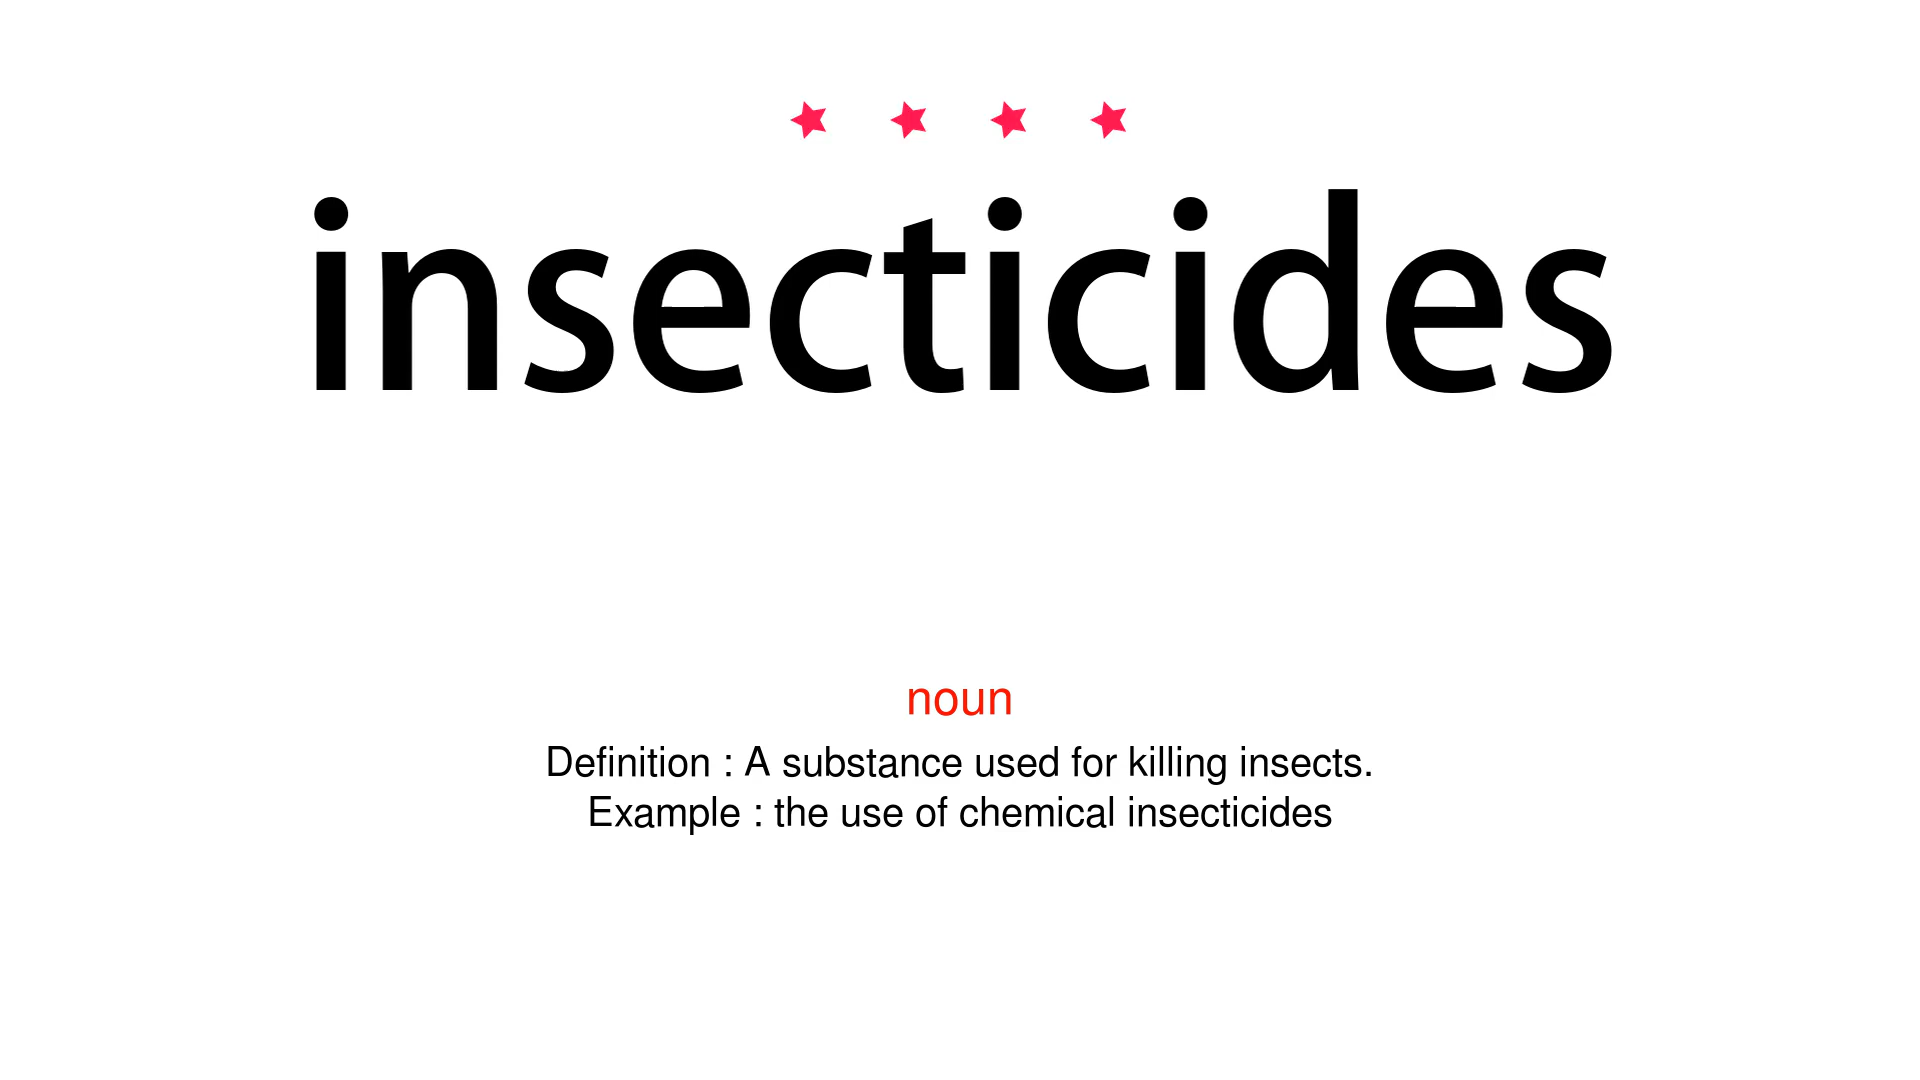 insecticides
noun
Definition : A substance used for killing insects.
Example : the use of chemical insecticides